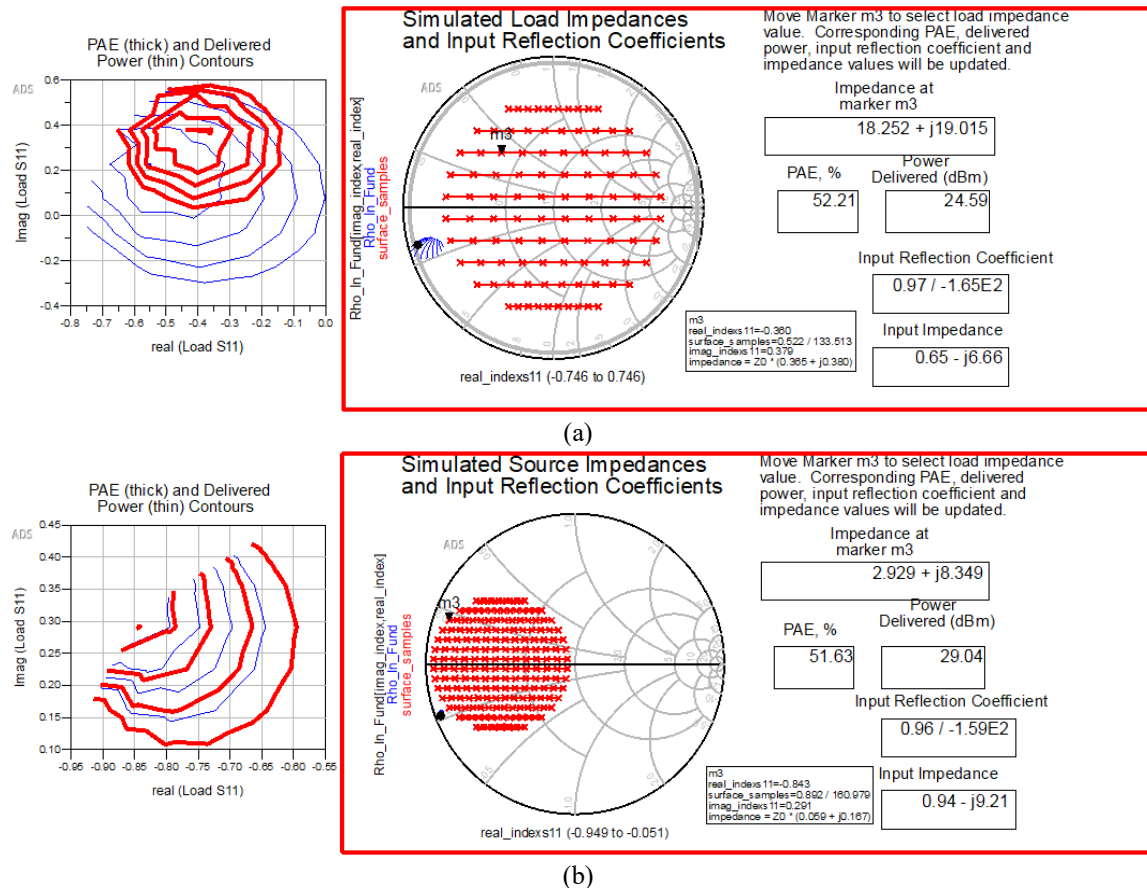 PAE (thick) and Delivered
Power (thin) Contours
ADS
Imag (Load S11)
0.6
0.4
0.2
0.0
-0.2
-0.4
-0.8
-0.7
-0.6
-0.5
-0.4
-0.3
-0.2
-0.1
0.0
real (Load S11)
Simulated Load Impedances
and Input Reflection Coefficients
ADS
Rho_In_Fund[imag_index,real_index]
Rho_In_Fund
surface_samples
m3
real_indexs11 (-0.746 to 0.746)
Move Marker m3 to select load impedance
value. Corresponding PAE, delivered
power, input reflection coefficient and
impedance values will be updated.
Impedance at
marker m3
18.252 + j19.015
PAE, %
52.21
Power
Delivered (dBm)
24.59
Input Reflection Coefficient
0.97 / -1.65E2
Input Impedance
0.65 - j6.66
m3
real_indexs11=-0.360
surface_samples=0.522 / 133.513
imag_indexs11=0.379
impedance = Z0 * (0.365 + j0.380)
(a)
PAE (thick) and Delivered
Power (thin) Contours
ADS
Imag (Load S11)
0.45
0.40
0.35
0.30
0.25
0.20
0.15
0.10
-0.95
-0.90
-0.85
-0.80
-0.75
-0.70
-0.65
-0.60
-0.55
real (Load S11)
Simulated Source Impedances
and Input Reflection Coefficients
ADS
Rho_In_Fund[imag_index,real_index]
Rho_In_Fund
surface_samples
m3
real_indexs11 (-0.949 to -0.051)
Move Marker m3 to select load impedance
value. Corresponding PAE, delivered
power, input reflection coefficient and
impedance values will be updated.
Impedance at
marker m3
2.929 + j8.349
PAE, %
51.63
Power
Delivered (dBm)
29.04
Input Reflection Coefficient
0.96 / -1.59E2
Input Impedance
0.94 - j9.21
m3
real_indexs11=-0.843
surface_samples=0.892 / 160.979
imag_indexs11=0.291
impedance = Z0 * (0.059 + j0.167)
(b)